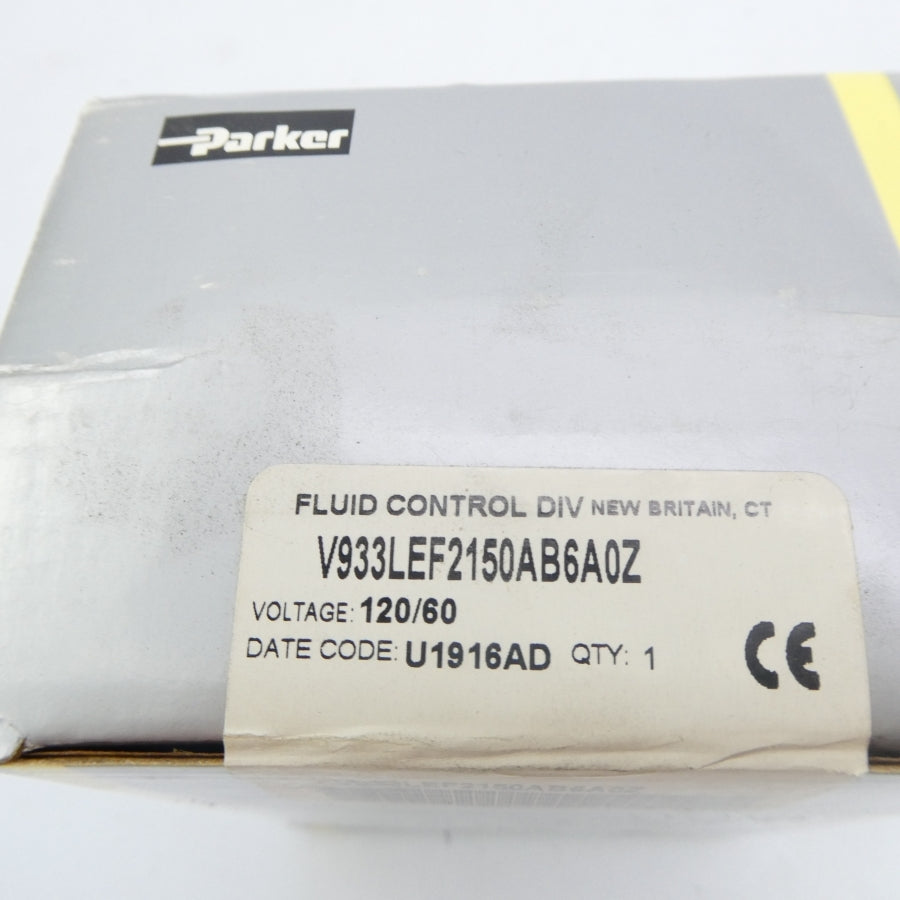 Parker
FLUID CONTROL DIV NEW BRITAIN, CT
V933LEF2150AB6A0Z
VOLTAGE: 120/60
DATE CODE: U1916AD QTY: 1
CE